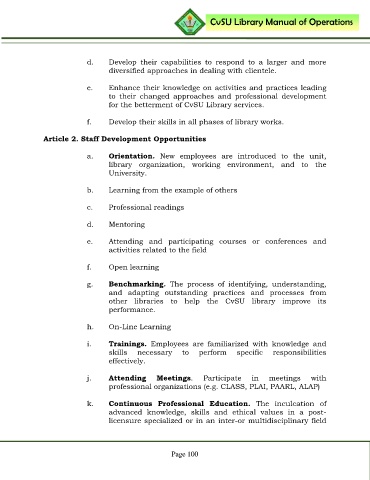 CvSU Library Manual of Operations
d. Develop their capabilities to respond to a larger and more
diversified approaches in dealing with clientele.
e. Enhance their knowledge on activities and practices leading
to their changed approaches and professional development
for the betterment of CvSU Library services.
f. Develop their skills in all phases of library works.
Article 2. Staff Development Opportunities
a. Orientation. New employees are introduced to the unit,
library organization, working environment, and to the
University.
b. Learning from the example of others
c. Professional readings
d. Mentoring
e. Attending and participating courses or conferences and
activities related to the field
f. Open learning
g. Benchmarking. The process of identifying, understanding,
and adapting outstanding practices and processes from
other libraries to help the CvSU library improve its
performance.
h. On-Line Learning
i. Trainings. Employees are familiarized with knowledge and
skills necessary to perform specific responsibilities
effectively.
j. Attending Meetings. Participate in meetings with
professional organizations (e.g. CLASS, PLAI, PAARL, ALAP)
k. Continuous Professional Education. The inculcation of
advanced knowledge, skills and ethical values in a post-
licensure specialized or in an inter-or multidisciplinary field
Page 100